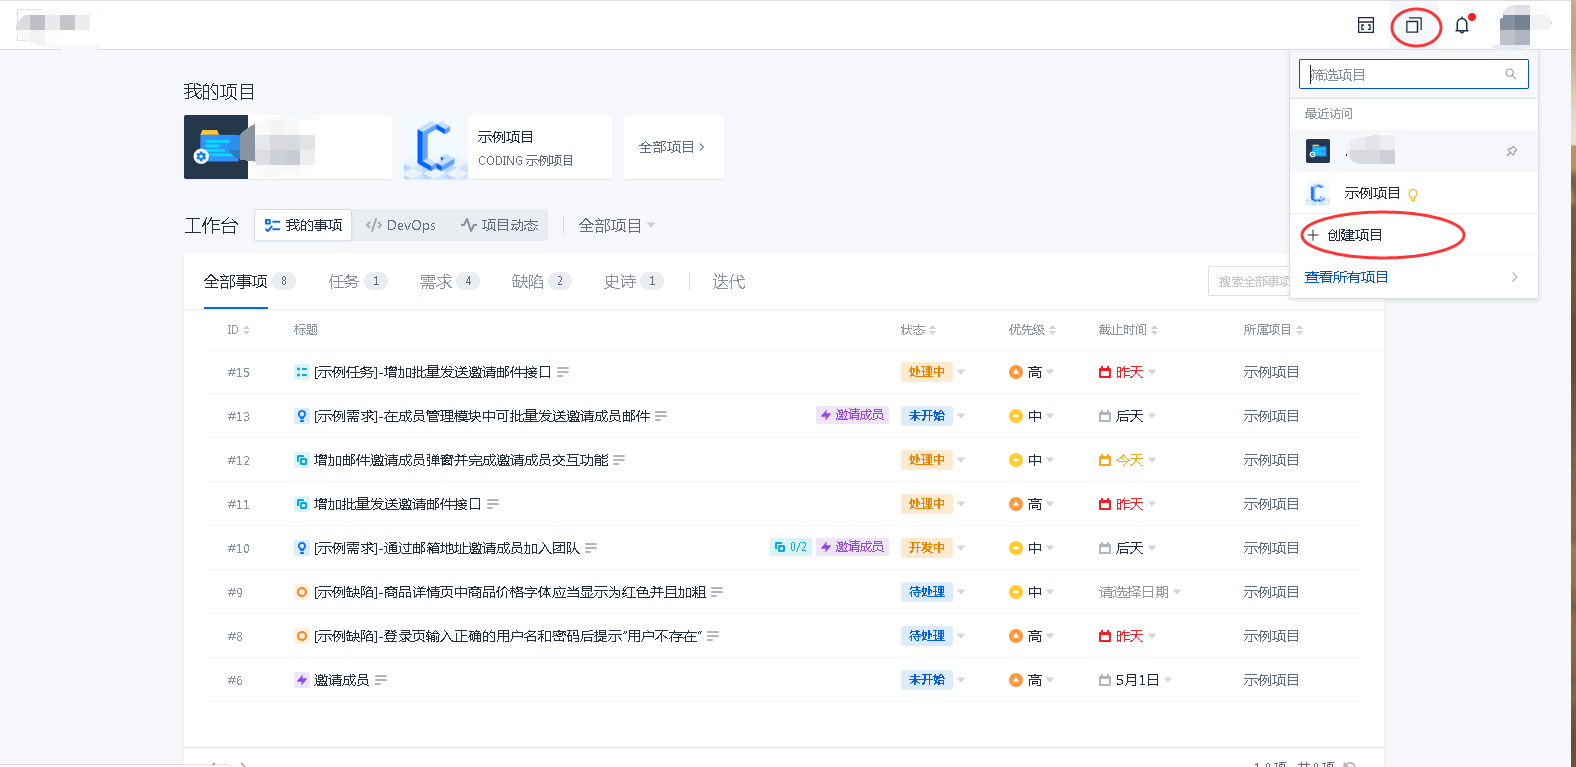 筛选项目
最近访问
示例项目
创建项目
查看所有项目
我的项目
示例项目
CODING 示例项目
全部项目
工作台 我的事项 DevOps 项目动态 全部项目
全部事项 8 任务 1 需求 4 缺陷 2 史诗 1 迭代 搜索全部事项
ID 标题 状态 优先级 截止时间 所属项目
#15 [示例任务]-增加批量发送邀请邮件接口 处理中 高 昨天 示例项目
#13 [示例需求]-在成员管理模块中可批量发送邀请成员邮件 邀请成员 未开始 中 后天 示例项目
#12 增加邮件邀请成员弹窗并完成邀请成员交互功能 处理中 中 今天 示例项目
#11 增加批量发送邀请邮件接口 处理中 高 昨天 示例项目
#10 [示例需求]-通过邮箱地址邀请成员加入团队 0/2 邀请成员 开发中 中 后天 示例项目
#9 [示例缺陷]-商品详情页中商品价格字体应当显示为红色并且加粗 待处理 中 请选择日期 示例项目
#8 [示例缺陷]-登录页输入正确的用户名和密码后提示“用户不存在” 待处理 高 昨天 示例项目
#6 邀请成员 未开始 高 5月1日 示例项目